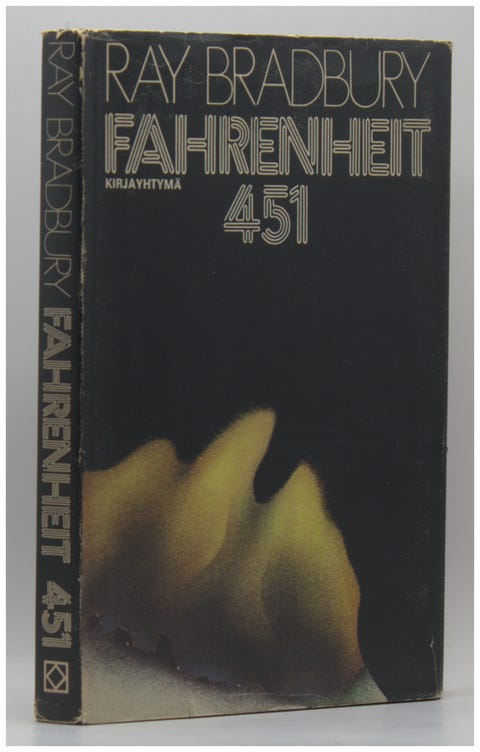 RAY BRADBURY
FAHRENHEIT
KIRJAYHTYMÄ
451
RAY BRADBURY FAHRENHEIT 451